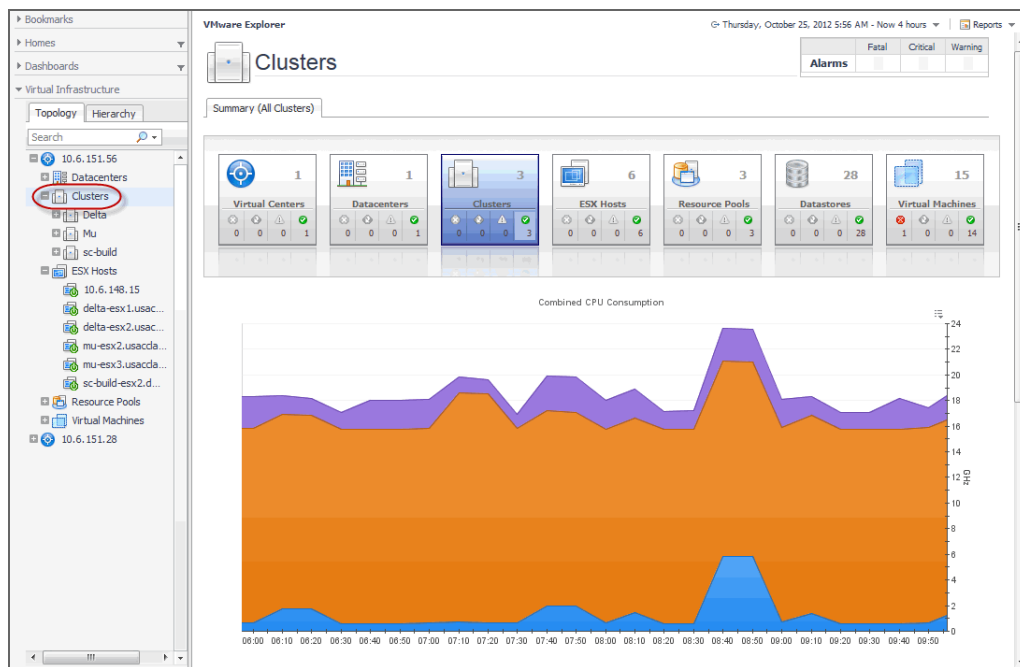 Bookmarks
Homes
Dashboards
Virtual Infrastructure
Topology Hierarchy
Search
10.6.151.56
Datacenters
Clusters
Delta
Mu
sc-build
ESX Hosts
10.6.148.15
delta-esx1.usac...
delta-esx2.usac...
mu-esx2.usaccla...
mu-esx3.usaccla...
sc-build-esx2.d...
Resource Pools
Virtual Machines
10.6.151.28
VMware Explorer
Thursday, October 25, 2012 5:56 AM - Now 4 hours Reports
Clusters
Fatal Critical Warning
Alarms
Summary (All Clusters)
1 1 3 6 3 28 15
Virtual Centers Datacenters Clusters ESX Hosts Resource Pools Datastores Virtual Machines
0 0 0 1 0 0 0 1 0 0 0 3 0 0 0 6 0 0 0 3 0 0 0 28 1 0 0 14
Combined CPU Consumption
24
22
20
18
16
14
12
GHz
10
8
6
4
2
0
06:00 06:10 06:20 06:30 06:40 06:50 07:00 07:10 07:20 07:30 07:40 07:50 08:00 08:10 08:20 08:30 08:40 08:50 09:00 09:10 09:20 09:30 09:40 09:50